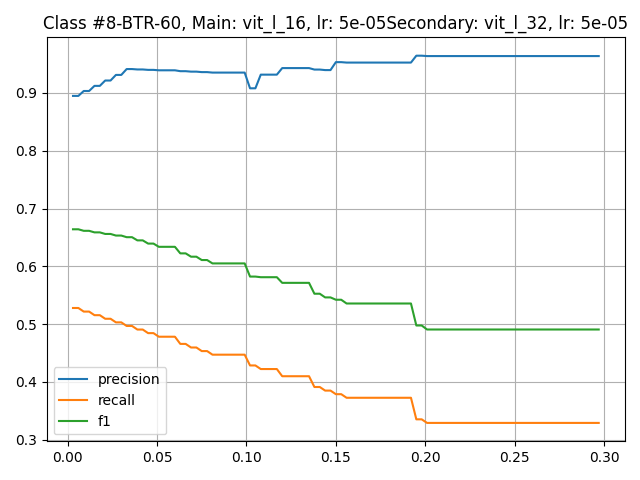 Class #8-BTR-60, Main: vit_l_16, lr: 5e-05Secondary: vit_l_32, lr: 5e-05
0.9
0.8
0.7
0.6
0.5
0.4
0.3
precision
recall
f1
0.00 0.05 0.10 0.15 0.20 0.25 0.30